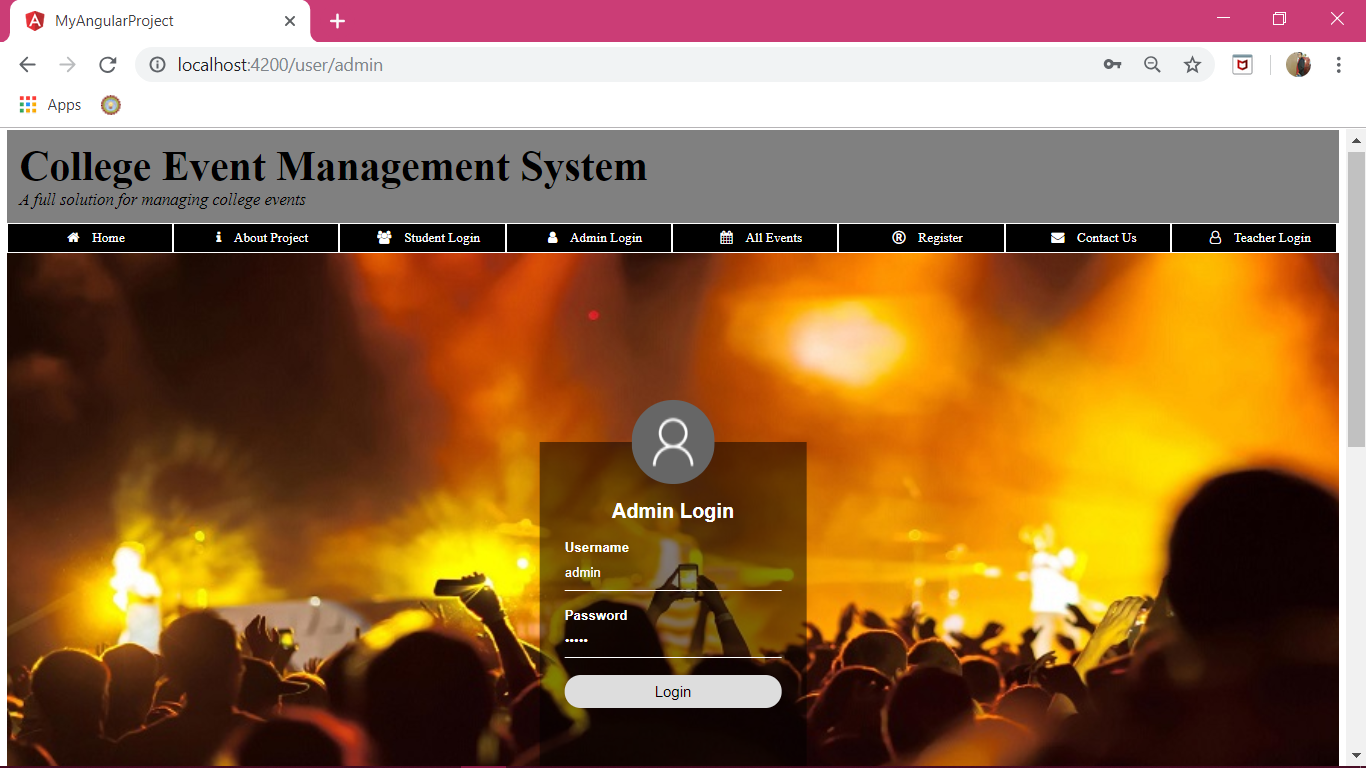 MyAngularProject
localhost:4200/user/admin
Apps
College Event Management System
A full solution for managing college events
Home About Project Student Login Admin Login All Events Register Contact Us Teacher Login
Admin Login
Username
admin
Password
•••••
Login